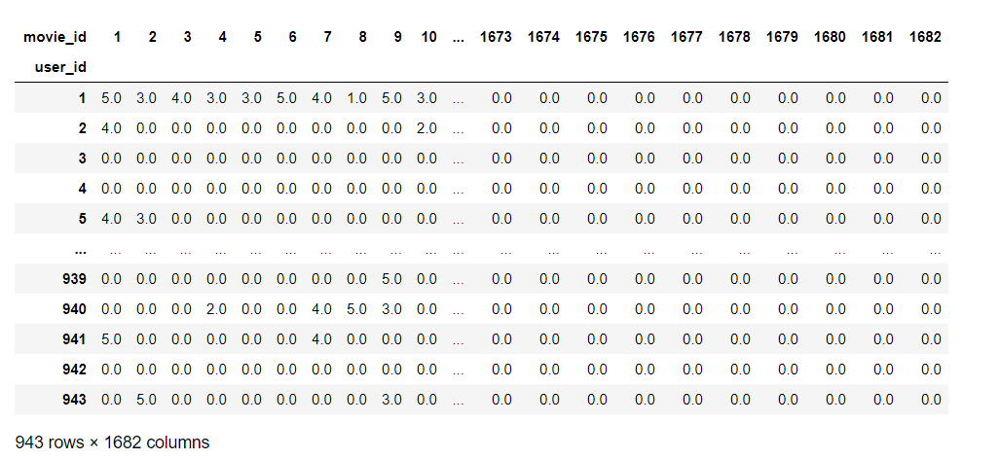 movie_id 1 2 3 4 5 6 7 8 9 10 ... 1673 1674 1675 1676 1677 1678 1679 1680 1681 1682
user_id
1 5.0 3.0 4.0 3.0 3.0 5.0 4.0 1.0 5.0 3.0 ... 0.0 0.0 0.0 0.0 0.0 0.0 0.0 0.0 0.0 0.0
2 4.0 0.0 0.0 0.0 0.0 0.0 0.0 0.0 0.0 2.0 ... 0.0 0.0 0.0 0.0 0.0 0.0 0.0 0.0 0.0 0.0
3 0.0 0.0 0.0 0.0 0.0 0.0 0.0 0.0 0.0 0.0 ... 0.0 0.0 0.0 0.0 0.0 0.0 0.0 0.0 0.0 0.0
4 0.0 0.0 0.0 0.0 0.0 0.0 0.0 0.0 0.0 0.0 ... 0.0 0.0 0.0 0.0 0.0 0.0 0.0 0.0 0.0 0.0
5 4.0 3.0 0.0 0.0 0.0 0.0 0.0 0.0 0.0 0.0 ... 0.0 0.0 0.0 0.0 0.0 0.0 0.0 0.0 0.0 0.0
... ... ... ... ... ... ... ... ... ... ... ... ... ... ... ... ... ... ... ... ... ...
939 0.0 0.0 0.0 0.0 0.0 0.0 0.0 0.0 5.0 0.0 ... 0.0 0.0 0.0 0.0 0.0 0.0 0.0 0.0 0.0 0.0
940 0.0 0.0 0.0 2.0 0.0 0.0 4.0 5.0 3.0 0.0 ... 0.0 0.0 0.0 0.0 0.0 0.0 0.0 0.0 0.0 0.0
941 5.0 0.0 0.0 0.0 0.0 0.0 4.0 0.0 0.0 0.0 ... 0.0 0.0 0.0 0.0 0.0 0.0 0.0 0.0 0.0 0.0
942 0.0 0.0 0.0 0.0 0.0 0.0 0.0 0.0 0.0 0.0 ... 0.0 0.0 0.0 0.0 0.0 0.0 0.0 0.0 0.0 0.0
943 0.0 5.0 0.0 0.0 0.0 0.0 0.0 0.0 3.0 0.0 ... 0.0 0.0 0.0 0.0 0.0 0.0 0.0 0.0 0.0 0.0
943 rows × 1682 columns